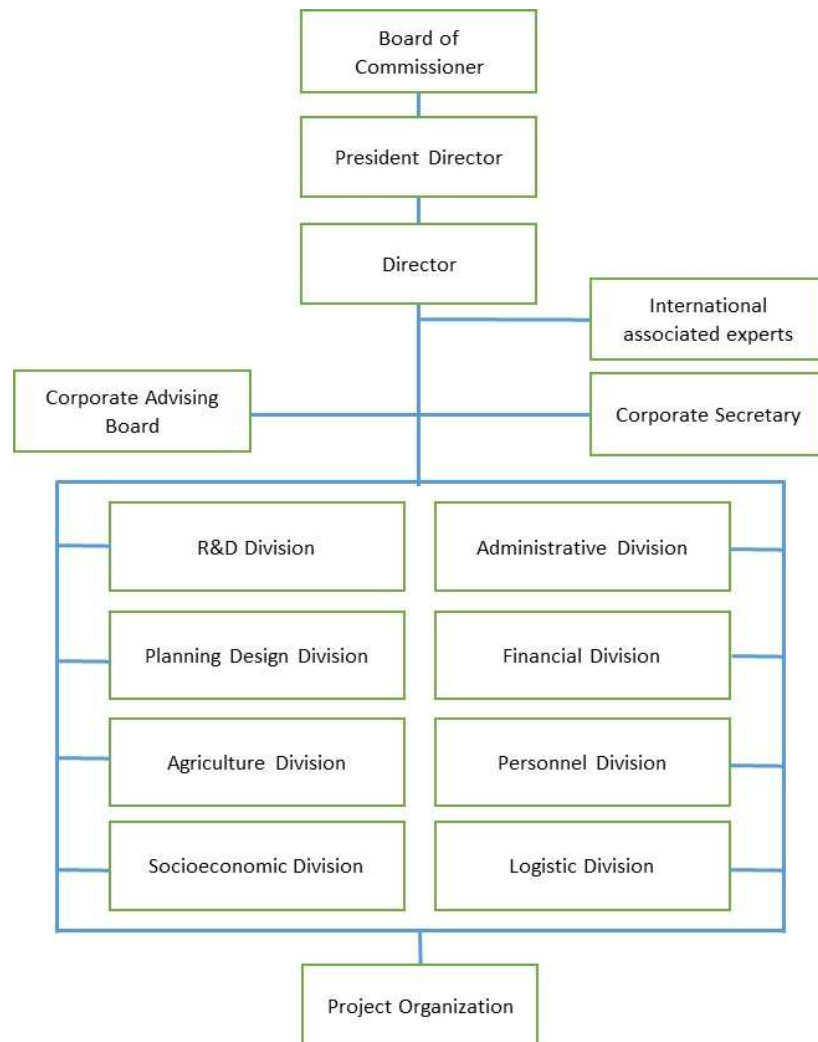 Board of
Commissioner
President Director
Director
International
associated experts
Corporate Advising
Board
Corporate Secretary
R&D Division
Administrative Division
Planning Design Division
Financial Division
Agriculture Division
Personnel Division
Socioeconomic Division
Logistic Division
Project Organization